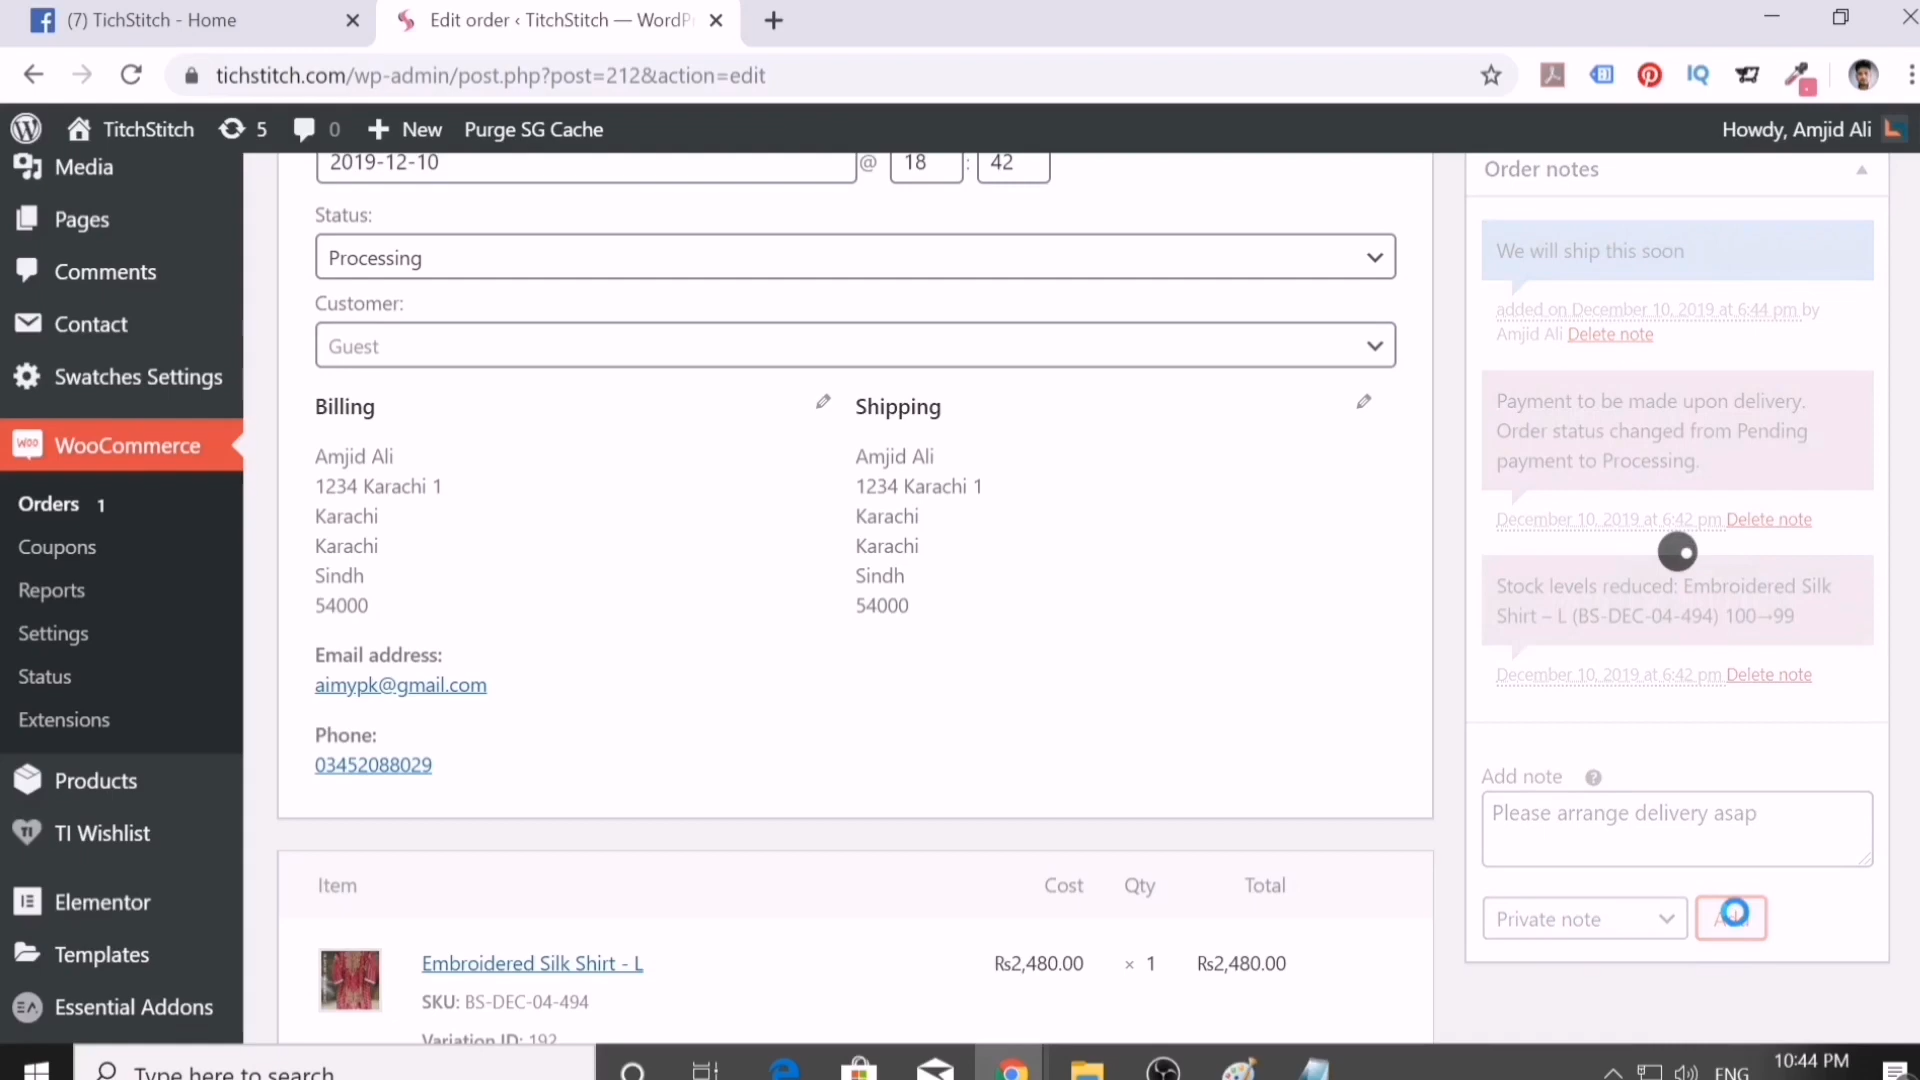 (7) TichStitch - Home
Edit order ‹ TitchStitch — WordPr
tichstitch.com/wp-admin/post.php?post=212&action=edit
TitchStitch 5 0 New Purge SG Cache
Howdy, Amjid Ali
Media
Pages
Comments
Contact
Swatches Settings
WooCommerce
Orders 1
Coupons
Reports
Settings
Status
Extensions
Products
TI Wishlist
Elementor
Templates
Essential Addons
2019-12-10 @ 18 : 42
Status:
Processing
Customer:
Guest
Billing
Amjid Ali
1234 Karachi 1
Karachi
Karachi
Sindh
54000
Email address:
aimypk@gmail.com
Phone:
03452088029
Shipping
Amjid Ali
1234 Karachi 1
Karachi
Karachi
Sindh
54000
Item Cost Qty Total
Embroidered Silk Shirt - L ₨2,480.00 × 1 ₨2,480.00
SKU: BS-DEC-04-494
Variation ID: 192
Order notes
We will ship this soon
added on December 10, 2019 at 6:44 pm by
Amjid Ali Delete note
Payment to be made upon delivery.
Order status changed from Pending
payment to Processing.
December 10, 2019 at 6:42 pm Delete note
Stock levels reduced: Embroidered Silk
Shirt – L (BS-DEC-04-494) 100→99
December 10, 2019 at 6:42 pm Delete note
Add note
Please arrange delivery asap
Private note
Type here to search
ENG
10:44 PM